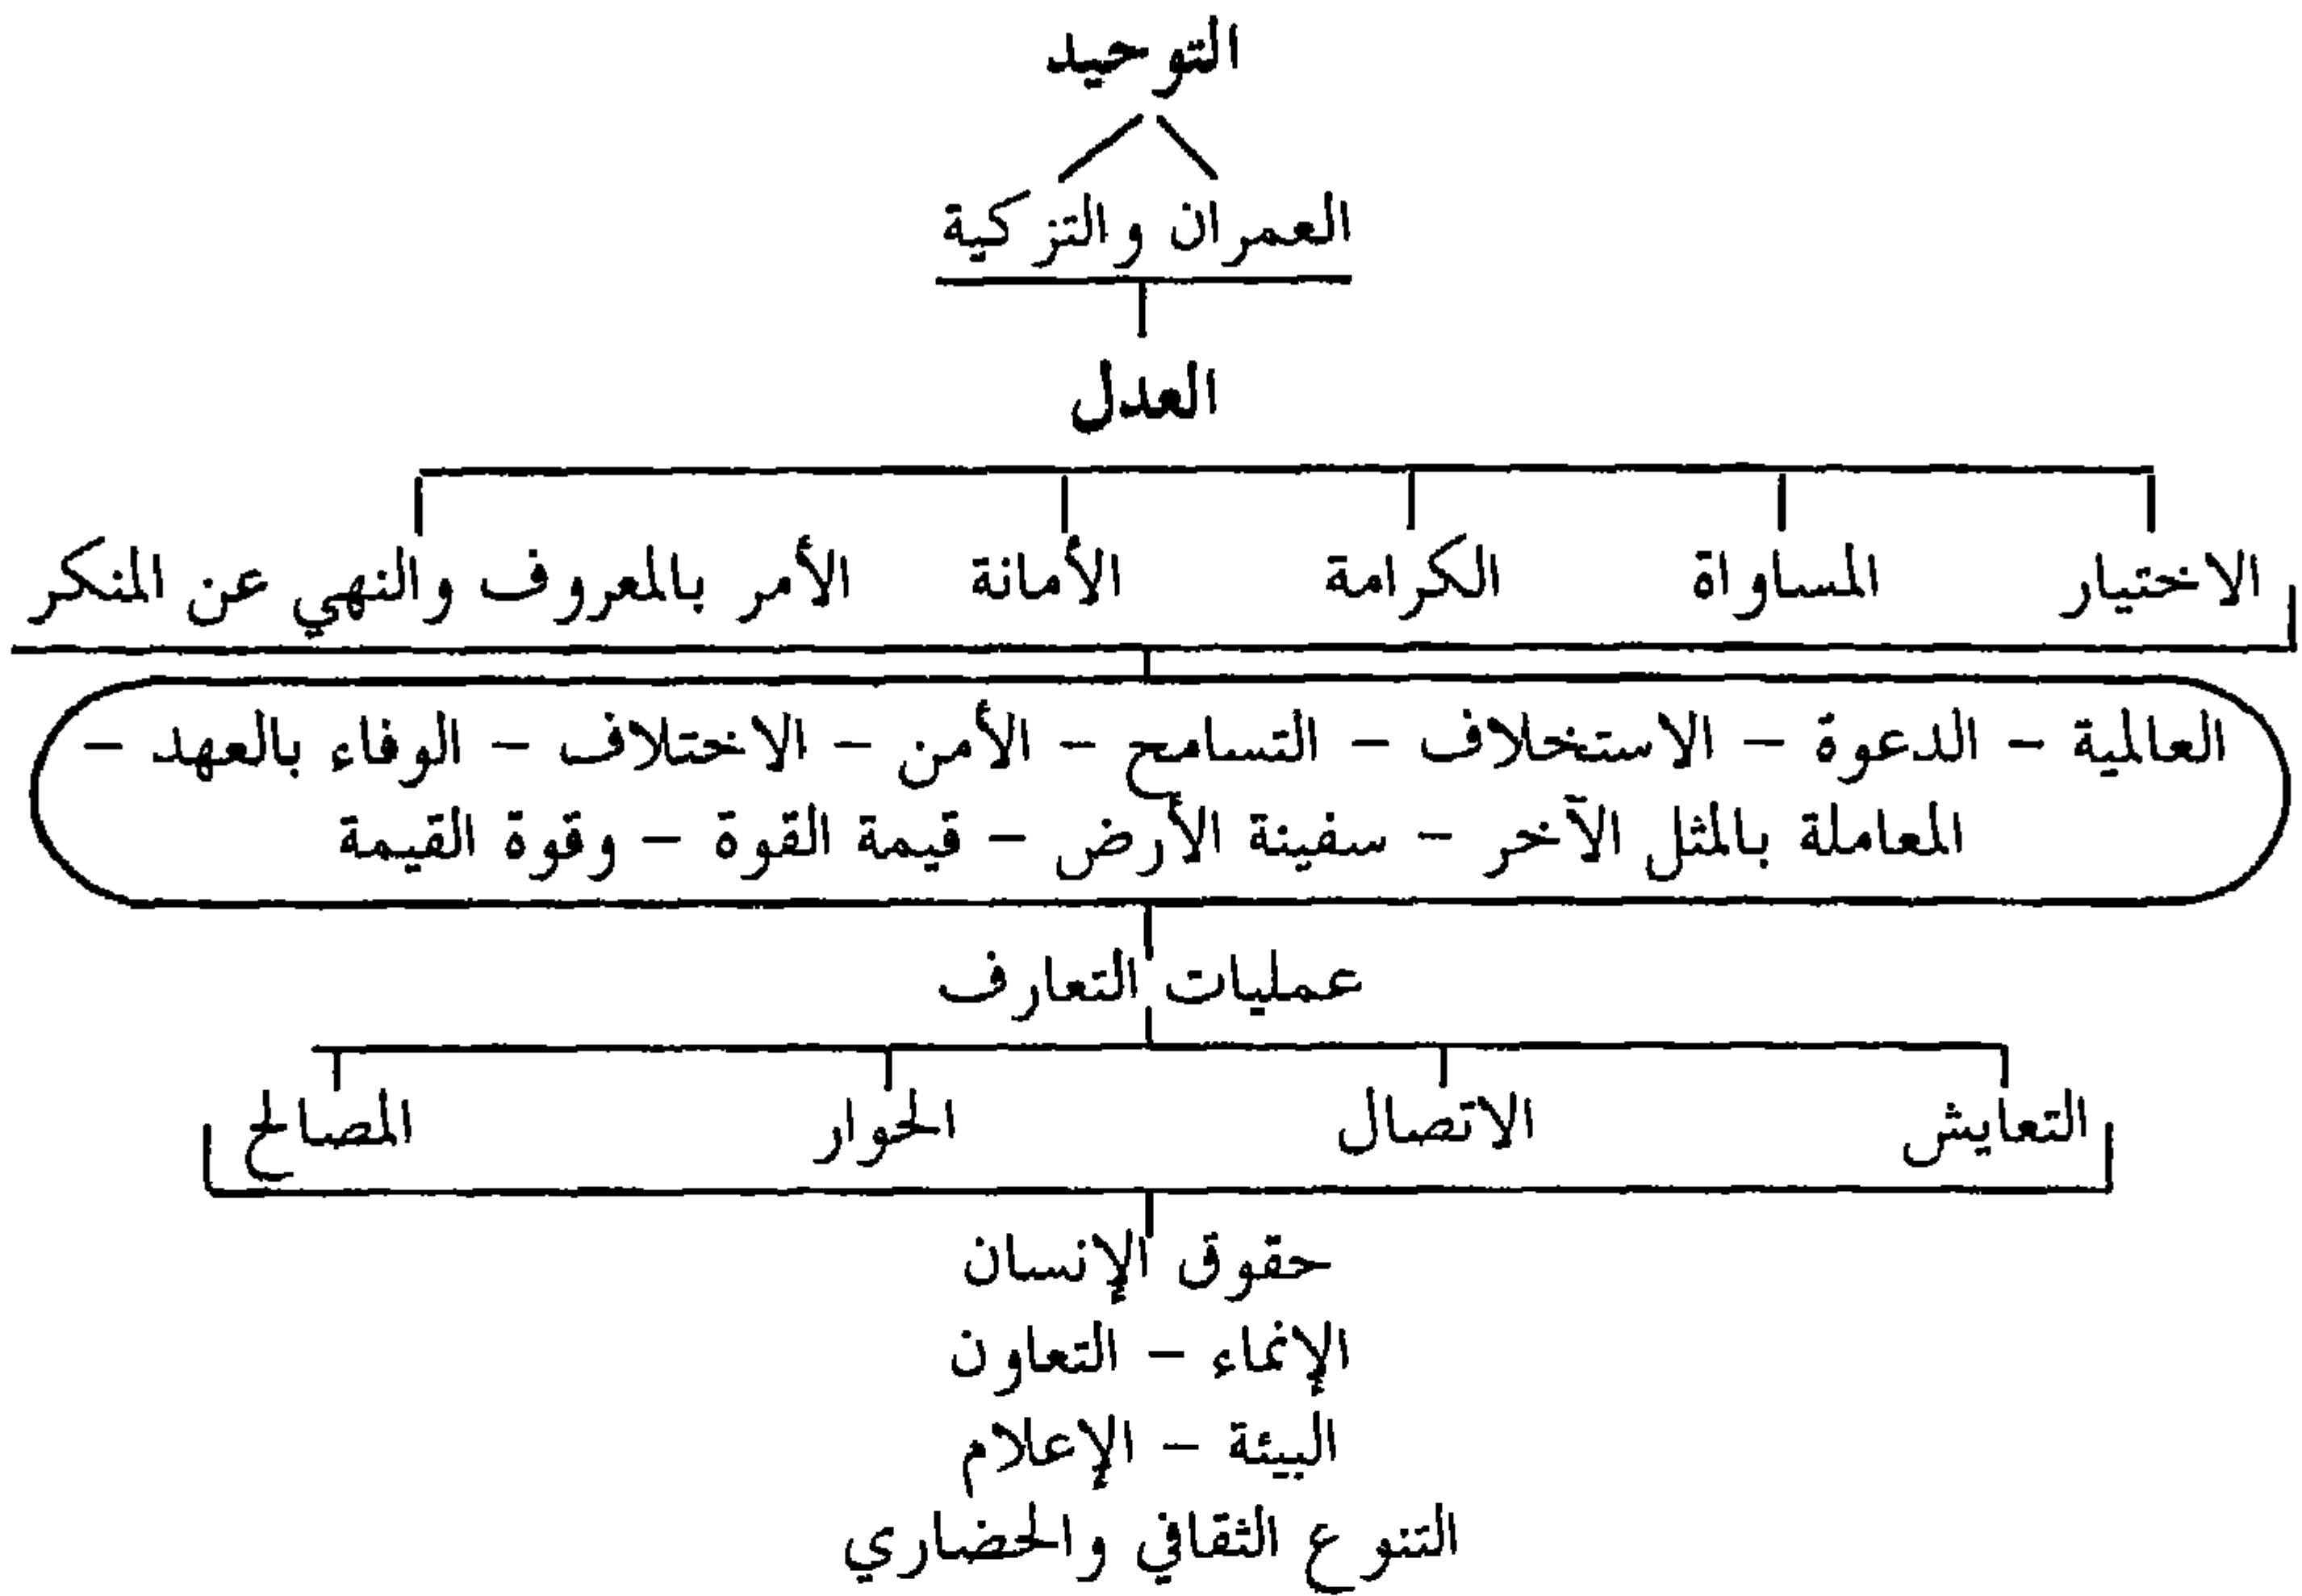 التوحيد
العمران والتزكية
العدل
الاختيار المساواة الكرامة الأمانة الأمر بالمعروف والنهي عن المنكر
العالمية – الدعوة – الاستخلاف – التسامح – الأمن – الاختلاف – الوفاء بالعهد –
المعاملة بالمثل الآخر – سفينة الأرض – قيمة القوة – وقوة القيمة
عمليات التعارف
التعايش الاتصال الحوار المصالح
حقوق الإنسان
الإنماء – التعاون
البيئة – الإعلام
التنوع الثقافي والحضاري